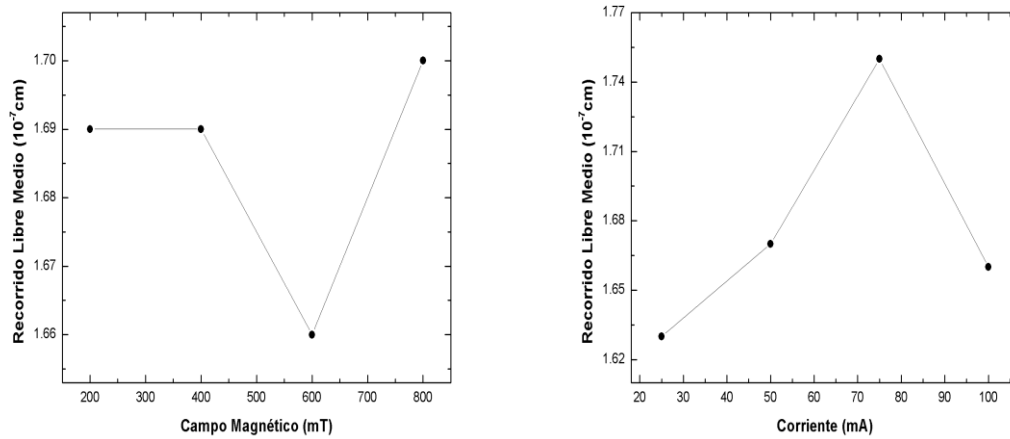 Recorrido Libre Medio (10⁻⁷cm)
1.70
1.69
1.68
1.67
1.66
200 300 400 500 600 700 800
Campo Magnético (mT)
Recorrido Libre Medio (10⁻⁷cm)
1.77
1.74
1.71
1.68
1.65
1.62
20 30 40 50 60 70 80 90 100
Corriente (mA)